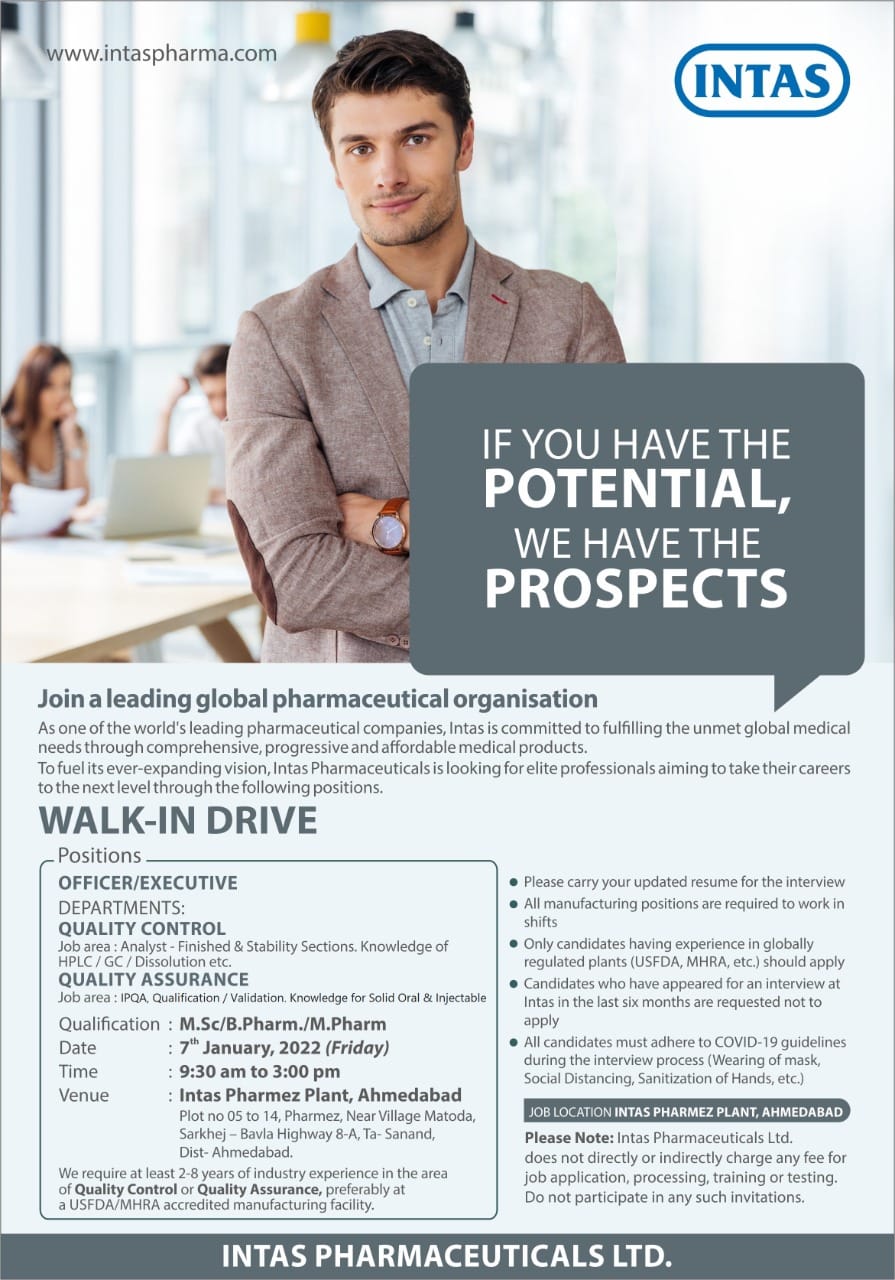 www.intaspharma.com
INTAS
IF YOU HAVE THE
POTENTIAL,
WE HAVE THE
PROSPECTS
Join a leading global pharmaceutical organisation
As one of the world's leading pharmaceutical companies, Intas is committed to fulfilling the unmet global medical
needs through comprehensive, progressive and affordable medical products.
To fuel its ever-expanding vision, Intas Pharmaceuticals is looking for elite professionals aiming to take their careers
to the next level through the following positions.
WALK-IN DRIVE
Positions
OFFICER/EXECUTIVE
DEPARTMENTS:
QUALITY CONTROL
Job area : Analyst - Finished & Stability Sections. Knowledge of
HPLC / GC / Dissolution etc.
QUALITY ASSURANCE
Job area : IPQA, Qualification / Validation. Knowledge for Solid Oral & Injectable
Qualification : M.Sc/B.Pharm./M.Pharm
Date : 7th January, 2022 (Friday)
Time : 9:30 am to 3:00 pm
Venue : Intas Pharmez Plant, Ahmedabad
Plot no 05 to 14, Pharmez, Near Village Matoda,
Sarkhej – Bavla Highway 8-A, Ta- Sanand,
Dist- Ahmedabad.
We require at least 2-8 years of industry experience in the area
of Quality Control or Quality Assurance, preferably at
a USFDA/MHRA accredited manufacturing facility.
● Please carry your updated resume for the interview
● All manufacturing positions are required to work in
shifts
● Only candidates having experience in globally
regulated plants (USFDA, MHRA, etc.) should apply
● Candidates who have appeared for an interview at
Intas in the last six months are requested not to
apply
● All candidates must adhere to COVID-19 guidelines
during the interview process (Wearing of mask,
Social Distancing, Sanitization of Hands, etc.)
JOB LOCATION INTAS PHARMEZ PLANT, AHMEDABAD
Please Note: Intas Pharmaceuticals Ltd.
does not directly or indirectly charge any fee for
job application, processing, training or testing.
Do not participate in any such invitations.
INTAS PHARMACEUTICALS LTD.